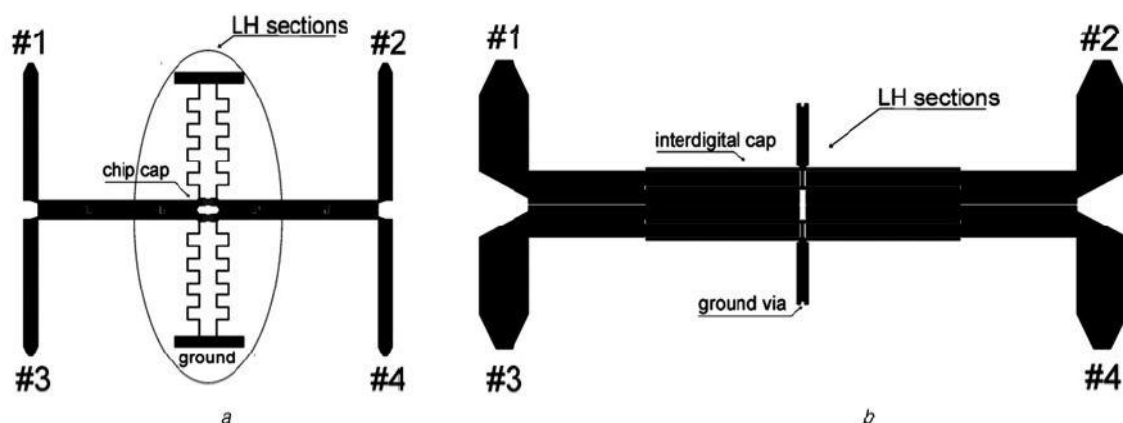 LH sections
#1
#2
chip cap
ground
#3
#4
a
#1
#2
LH sections
interdigital cap
ground via
#3
#4
b